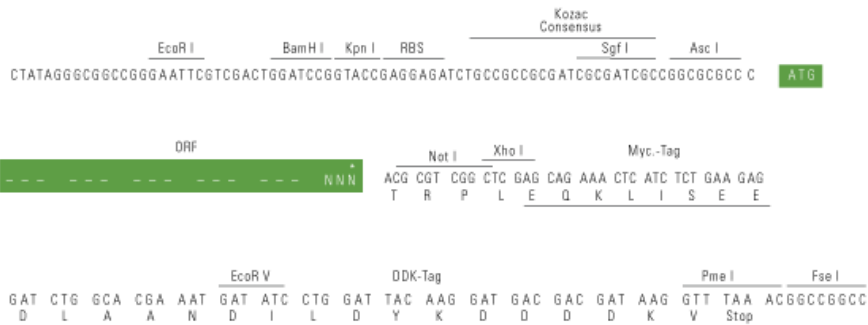 Kozac
Consensus
EcoR I BamH I Kpn I RBS Sgf I Asc I
CTATAGGGCGGCCGGGAATTCGTCGACTGGATCCGGTACCGAGGAGATCTGCCGCCGCGATCGCGATCGCCGGCGCGCC C ATG
ORF
Not I Xho I Myc.-Tag
*
--- --- --- --- --- NNN ACG CGT CGG CTC GAG CAG AAA CTC ATC TCT GAA GAG
T R P L E Q K L I S E E
EcoR V DDK-Tag Pme I Fse I
GAT CTG GCA CGA AAT GAT ATC CTG GAT TAC AAG GAT GAC GAC GAT AAG GTT TAA ACGGCCGGCC
D L A A N D I L D Y K D D D D K V Stop